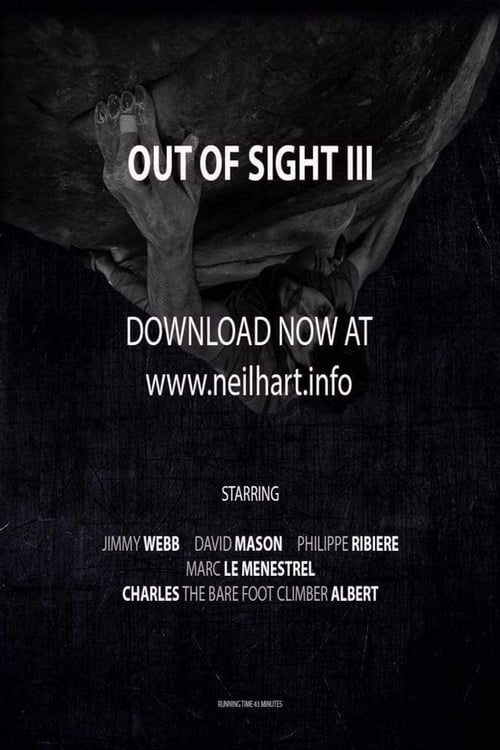 OUT OF SIGHT III
DOWNLOAD NOW AT
www.neilhart.info
STARRING
JIMMY WEBB DAVID MASON PHILIPPE RIBIERE
MARC LE MENESTREL
CHARLES THE BARE FOOT CLIMBER ALBERT
RUNNING TIME 43 MINUTES